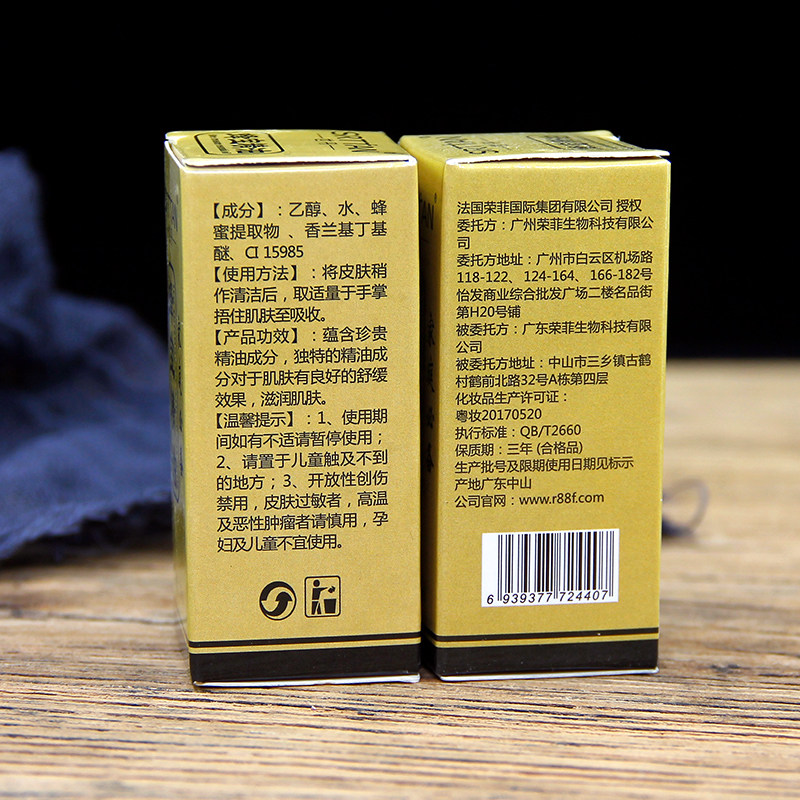 【成分】：乙醇、水、蜂
蜜提取物 、香兰基丁基
醚、CI 15985
【使用方法】：将皮肤稍
作清洁后，取适量于手掌
捂住肌肤至吸收。
【产品功效】：蕴含珍贵
精油成分，独特的精油成
分对于肌肤有良好的舒缓
效果，滋润肌肤。
【温馨提示】：1、使用期
间如有不适请暂停使用；
2、请置于儿童触及不到
的地方；3、开放性创伤
禁用，皮肤过敏者，高温
及恶性肿瘤者请慎用，孕
妇及儿童不宜使用。
法国荣菲国际集团有限公司 授权
委托方：广州荣菲生物科技有限公
司
委托方地址：广州市白云区机场路
118-122、124-164、166-182号
怡发商业综合批发广场二楼名品街
第H20号铺
被委托方：广东荣菲生物科技有限
公司
被委托方地址：中山市三乡镇古鹤
村鹤前北路32号A栋第四层
化妆品生产许可证：
粤妆20170520
执行标准：QB/T2660
保质期：三年 (合格品)
生产批号及限期使用日期见标示
产地广东中山
公司官网：www.r88f.com
6 939377 724407